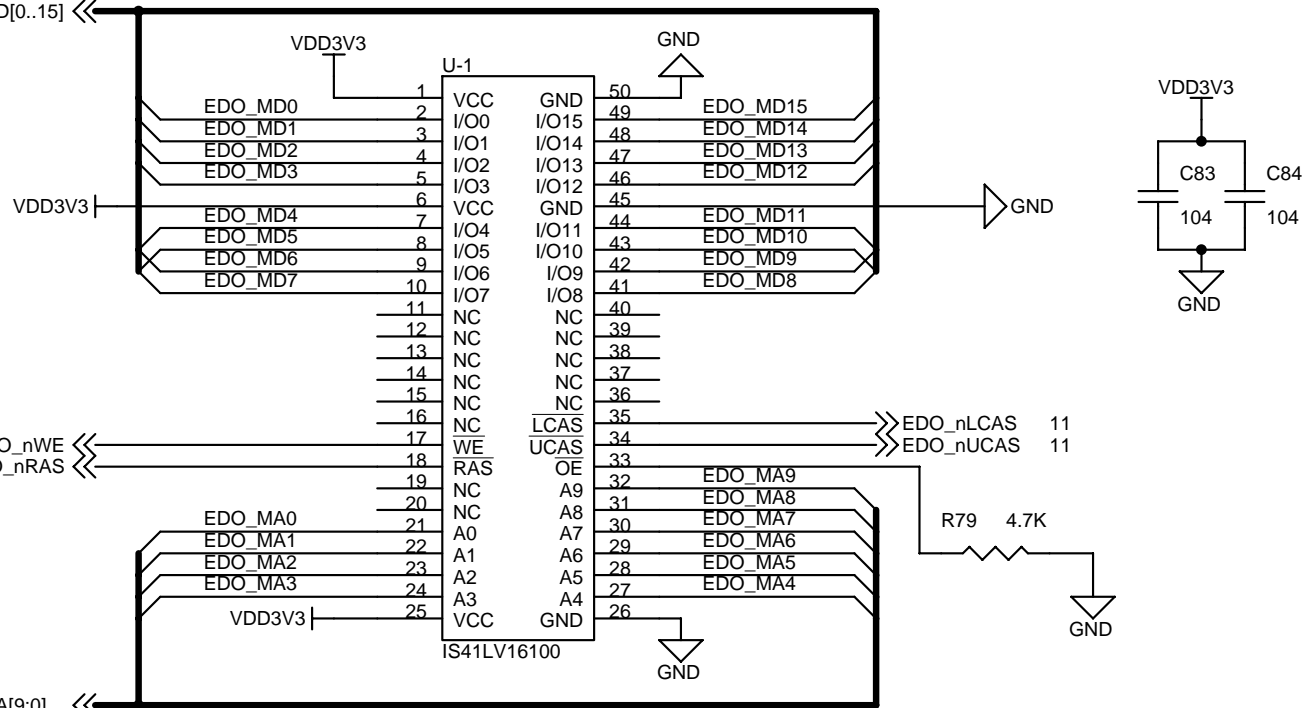 D[0..15]
VDD3V3
GND
U-1
VDD3V3
1 VCC GND 50
EDO_MD0 2 I/O0 I/O15 49 EDO_MD15
EDO_MD1 3 I/O1 I/O14 48 EDO_MD14
EDO_MD2 4 I/O2 I/O13 47 EDO_MD13
EDO_MD3 5 I/O3 I/O12 46 EDO_MD12
C83 C84
VDD3V3 6 VCC GND 45 GND
104 104
EDO_MD4 7 I/O4 I/O11 44 EDO_MD11
EDO_MD5 8 I/O5 I/O10 43 EDO_MD10
EDO_MD6 9 I/O6 I/O9 42 EDO_MD9
EDO_MD7 10 I/O7 I/O8 41 EDO_MD8
GND
11 NC NC 40
12 NC NC 39
13 NC NC 38
14 NC NC 37
15 NC NC 36
16 NC LCAS 35 EDO_nLCAS 11
O_nWE 17 WE UCAS 34 EDO_nUCAS 11
_nRAS 18 RAS OE 33
19 NC A9 32 EDO_MA9
20 NC A8 31 EDO_MA8
EDO_MA0 21 A0 A7 30 EDO_MA7
R79 4.7K
EDO_MA1 22 A1 A6 29 EDO_MA6
EDO_MA2 23 A2 A5 28 EDO_MA5
EDO_MA3 24 A3 A4 27 EDO_MA4
VDD3V3 25 VCC GND 26
GND
IS41LV16100
GND
A[9:0]